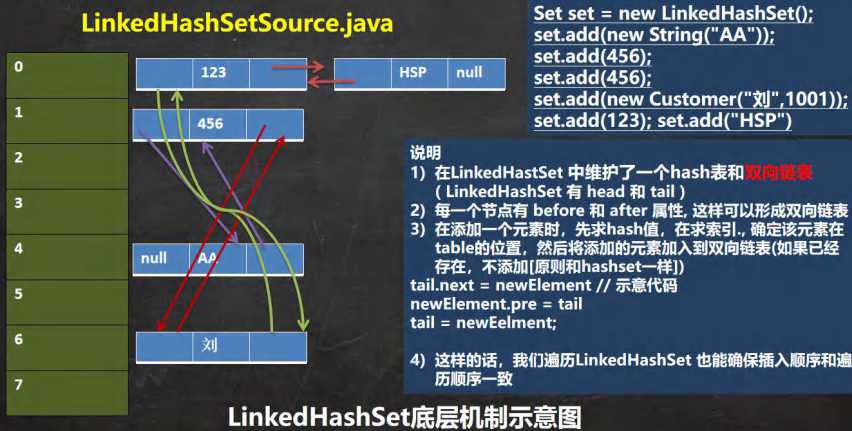 LinkedHashSetSource.java
Set set = new LinkedHashSet();
set.add(new String("AA"));
set.add(456);
set.add(456);
set.add(new Customer("刘",1001));
set.add(123); set.add("HSP")
0
123
HSP null
1
456
2
3
4
null AA
5
6
刘
7
说明
1) 在LinkedHastSet 中维护了一个hash表和双向链表
( LinkedHashSet 有 head 和 tail )
2) 每一个节点有 before 和 after 属性, 这样可以形成双向链表
3) 在添加一个元素时，先求hash值，在求索引., 确定该元素在
table的位置，然后将添加的元素加入到双向链表(如果已经
存在，不添加[原则和hashset一样])
tail.next = newElement // 示意代码
newElement.pre = tail
tail = newEelment;
4) 这样的话，我们遍历LinkedHashSet 也能确保插入顺序和遍
历顺序一致
LinkedHashSet底层机制示意图